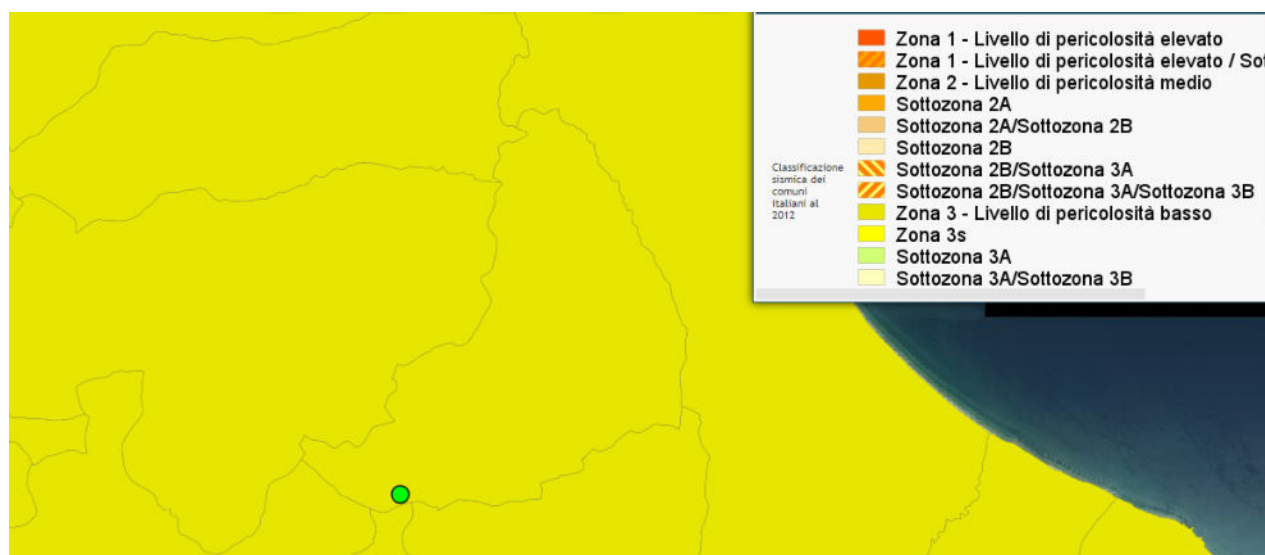 Zona 1 - Livello di pericolosità elevato
Zona 1 - Livello di pericolosità elevato / Sot
Zona 2 - Livello di pericolosità medio
Sottozona 2A
Sottozona 2A/Sottozona 2B
Sottozona 2B
Classificazione
sismica dei
comuni
italiani al
2012
Sottozona 2B/Sottozona 3A
Sottozona 2B/Sottozona 3A/Sottozona 3B
Zona 3 - Livello di pericolosità basso
Zona 3s
Sottozona 3A
Sottozona 3A/Sottozona 3B